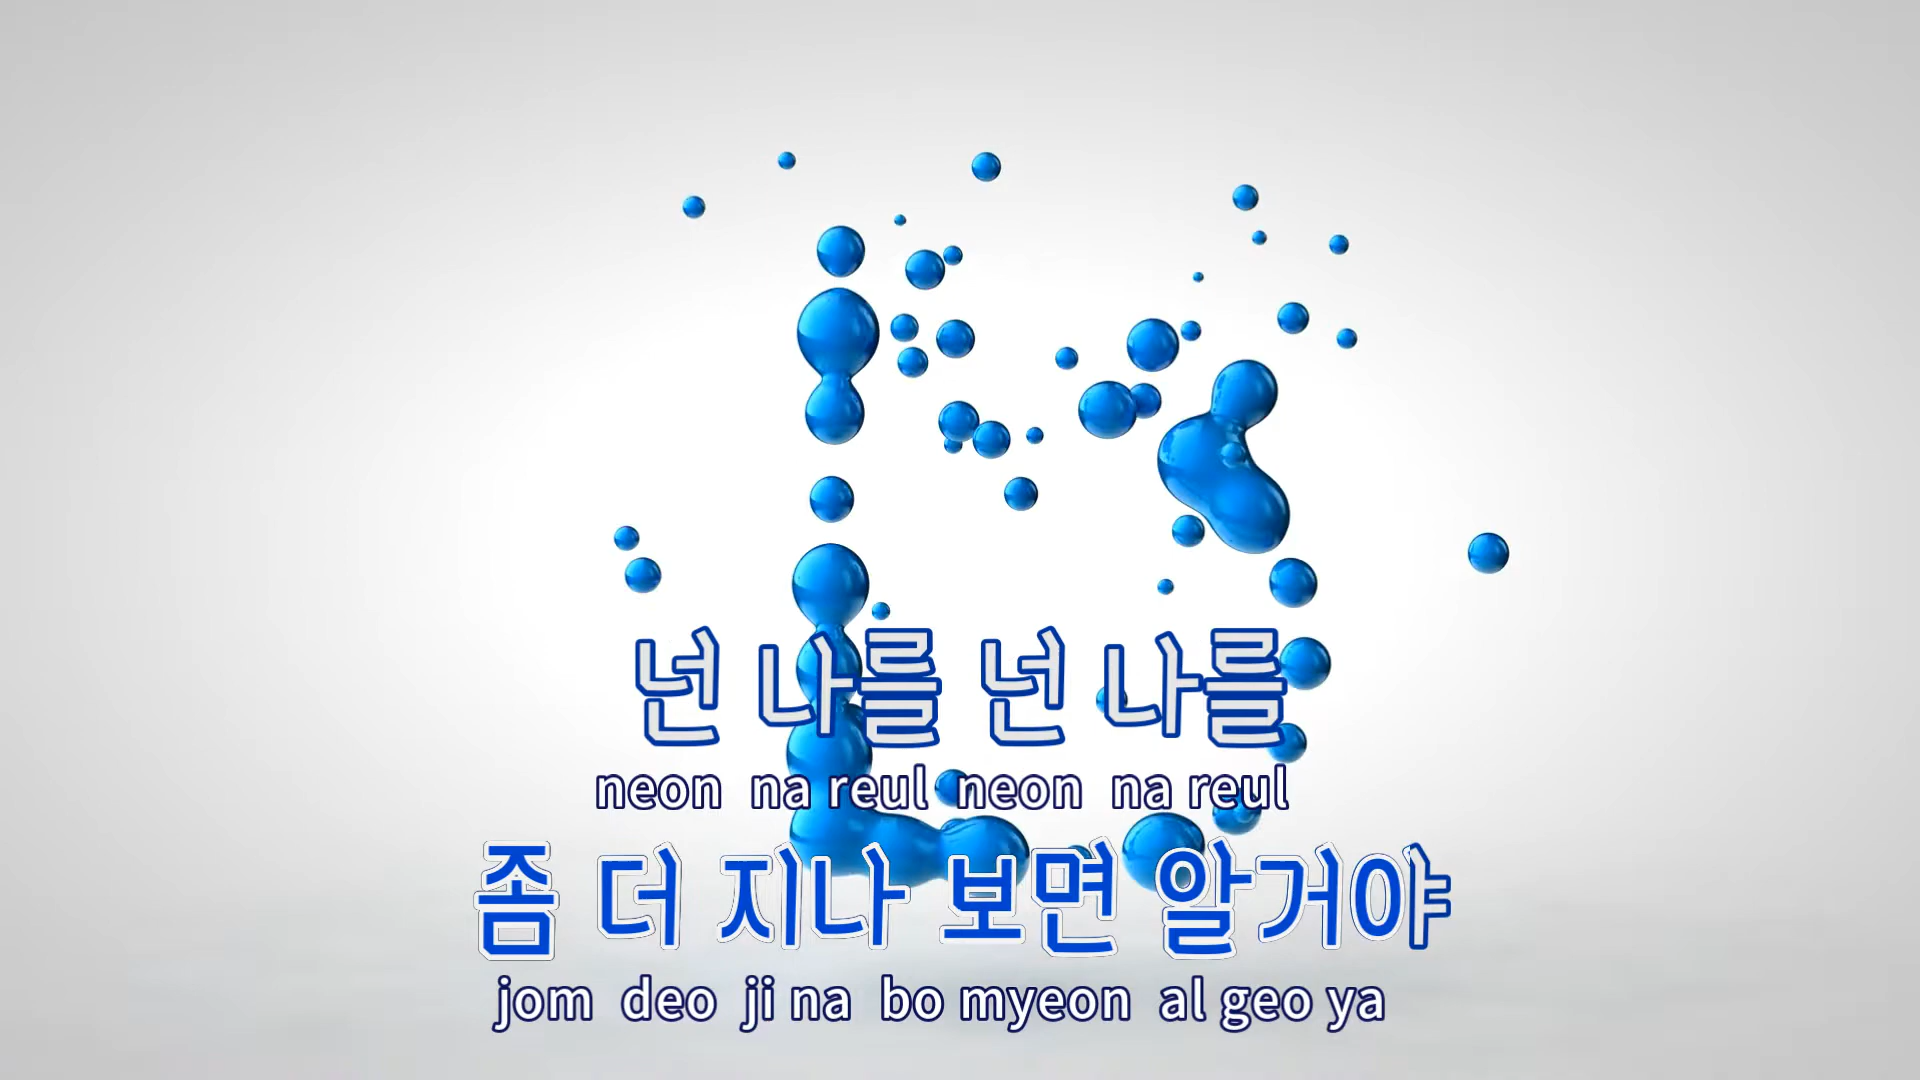 넌 나를 넌 나를
neon na reul neon na reul
좀 더 지나 보면 알거야
jom deo ji na bo myeon al geo ya